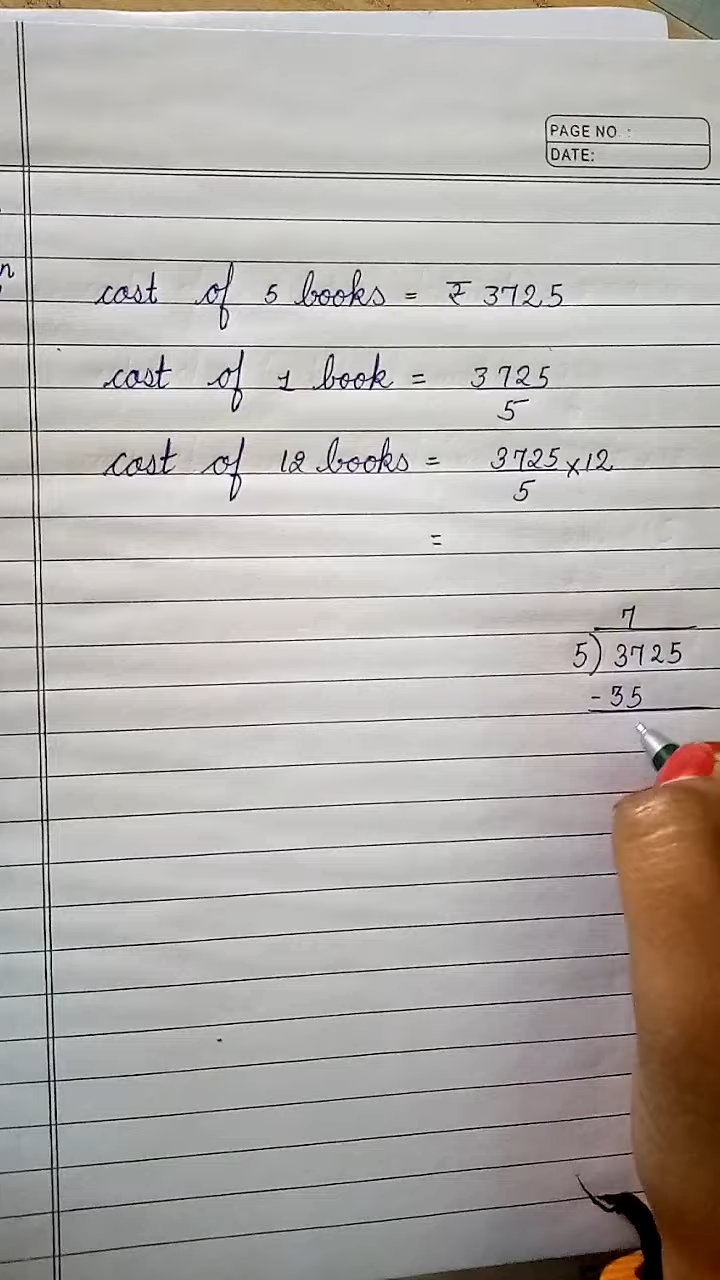 PAGE NO. :
DATE:
n
cost of 5 books = ₹ 3725
cost of 1 book = 3725
5
cost of 12 books = 3725 × 12
5
=
7
5) 3725
- 35